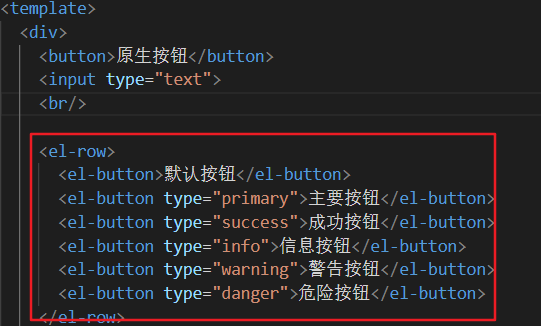 <template>
<div>
<button>原生按钮</button>
<input type="text">
<br/>
<el-row>
<el-button>默认按钮</el-button>
<el-button type="primary">主要按钮</el-button>
<el-button type="success">成功按钮</el-button>
<el-button type="info">信息按钮</el-button>
<el-button type="warning">警告按钮</el-button>
<el-button type="danger">危险按钮</el-button>
</el-row>